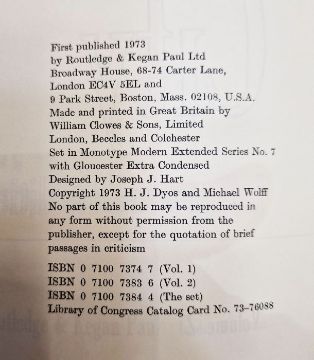 First published 1973
by Routledge & Kegan Paul Ltd
Broadway House, 68-74 Carter Lane,
London EC4V 5EL and
9 Park Street, Boston, Mass. 02108, U.S.A.
Made and printed in Great Britain by
William Clowes & Sons, Limited
London, Beccles and Colchester
Set in Monotype Modern Extended Series No. 7
with Gloucester Extra Condensed
Designed by Joseph J. Hart
Copyright 1973 H. J. Dyos and Michael Wolff
No part of this book may be reproduced in
any form without permission from the
publisher, except for the quotation of brief
passages in criticism
ISBN 0 7100 7374 7 (Vol. 1)
ISBN 0 7100 7383 6 (Vol. 2)
ISBN 0 7100 7384 4 (The set)
Library of Congress Catalog Card No. 73-76088